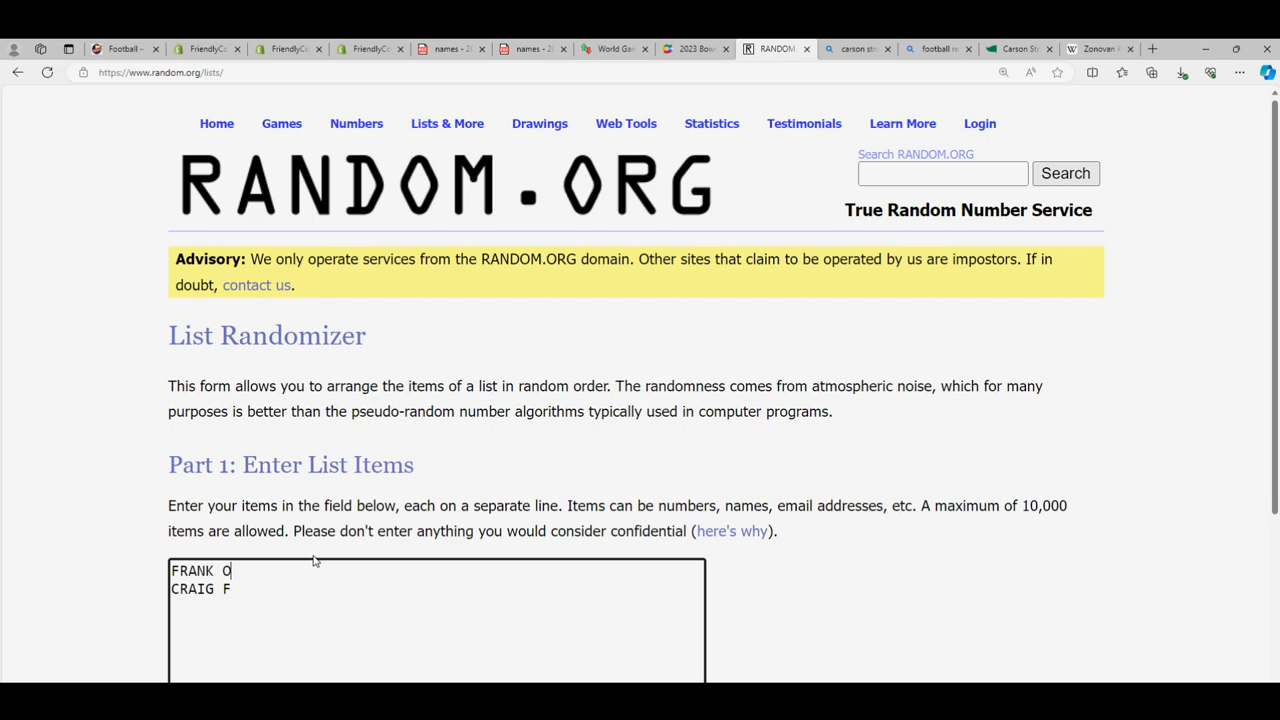 Football –
FriendlyCo
FriendlyCo
FriendlyCo
names - 20
names - 20
World Gam
2023 Bow
RANDOM.
carson str
football re
Carson St
Zonovan K
https://www.random.org/lists/
Home Games Numbers Lists & More Drawings Web Tools Statistics Testimonials Learn More Login
RANDOM.ORG
Search RANDOM.ORG
Search
True Random Number Service
Advisory: We only operate services from the RANDOM.ORG domain. Other sites that claim to be operated by us are impostors. If in
doubt, contact us.
List Randomizer
This form allows you to arrange the items of a list in random order. The randomness comes from atmospheric noise, which for many
purposes is better than the pseudo-random number algorithms typically used in computer programs.
Part 1: Enter List Items
Enter your items in the field below, each on a separate line. Items can be numbers, names, email addresses, etc. A maximum of 10,000
items are allowed. Please don't enter anything you would consider confidential (here's why).
FRANK O
CRAIG F